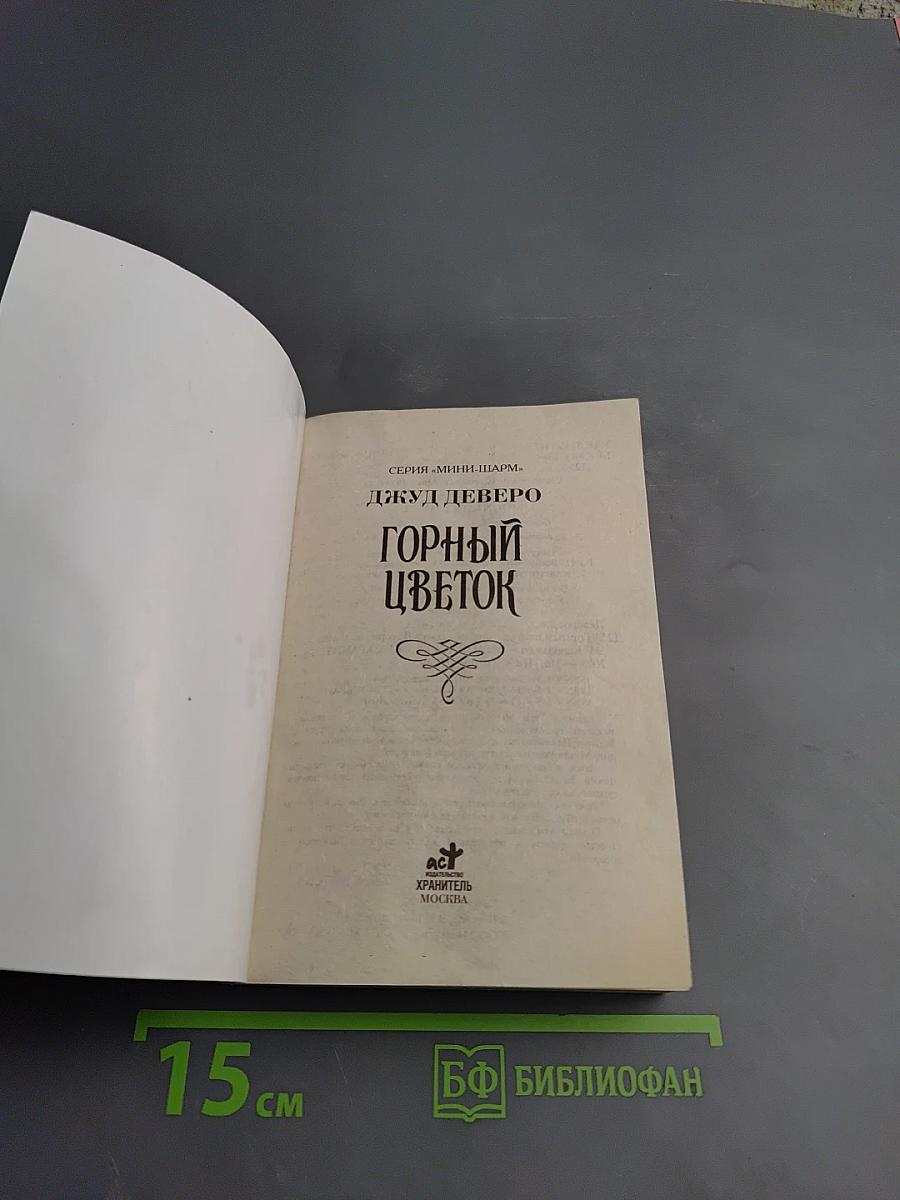 СЕРИЯ «МИНИ-ШАРМ»
ДЖУД ДЕВЕРО
ГОРНЫЙ
ЦВЕТОК
аст
ИЗДАТЕЛЬСТВО
ХРАНИТЕЛЬ
МОСКВА
15 см
БФ БИБЛИОФАН